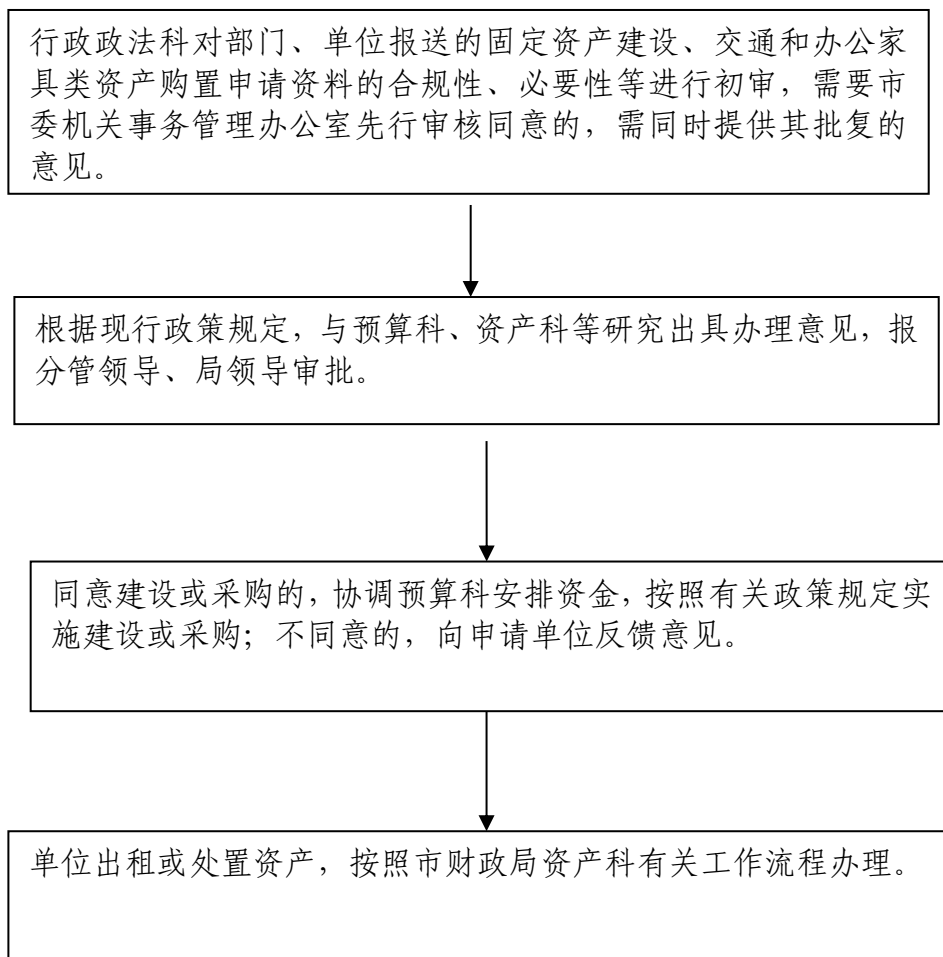 行政政法科对部门、单位报送的固定资产建设、交通和办公家
具类资产购置申请资料的合规性、必要性等进行初审，需要市
委机关事务管理办公室先行审核同意的，需同时提供其批复的
意见。
根据现行政策规定，与预算科、资产科等研究出具办理意见，报
分管领导、局领导审批。
同意建设或采购的，协调预算科安排资金，按照有关政策规定实
施建设或采购；不同意的，向申请单位反馈意见。
单位出租或处置资产，按照市财政局资产科有关工作流程办理。